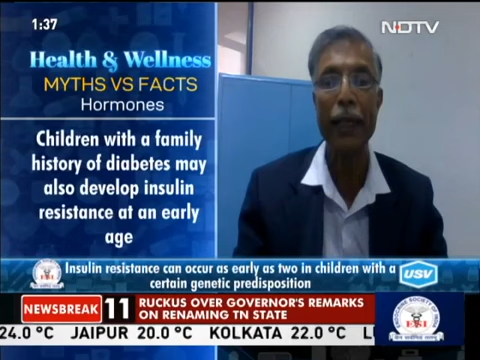 1:37
NDTV
Health & Wellness
MYTHS VS FACTS
Hormones
Children with a family
history of diabetes may
also develop insulin
resistance at an early
age
Insulin resistance can occur as early as two in children with a
certain genetic predisposition
USV
ESI
NEWSBREAK 11 RUCKUS OVER GOVERNOR'S REMARKS
ON RENAMING TN STATE
24.0 °C JAIPUR 20.0 °C KOLKATA 22.0 °C
ESI